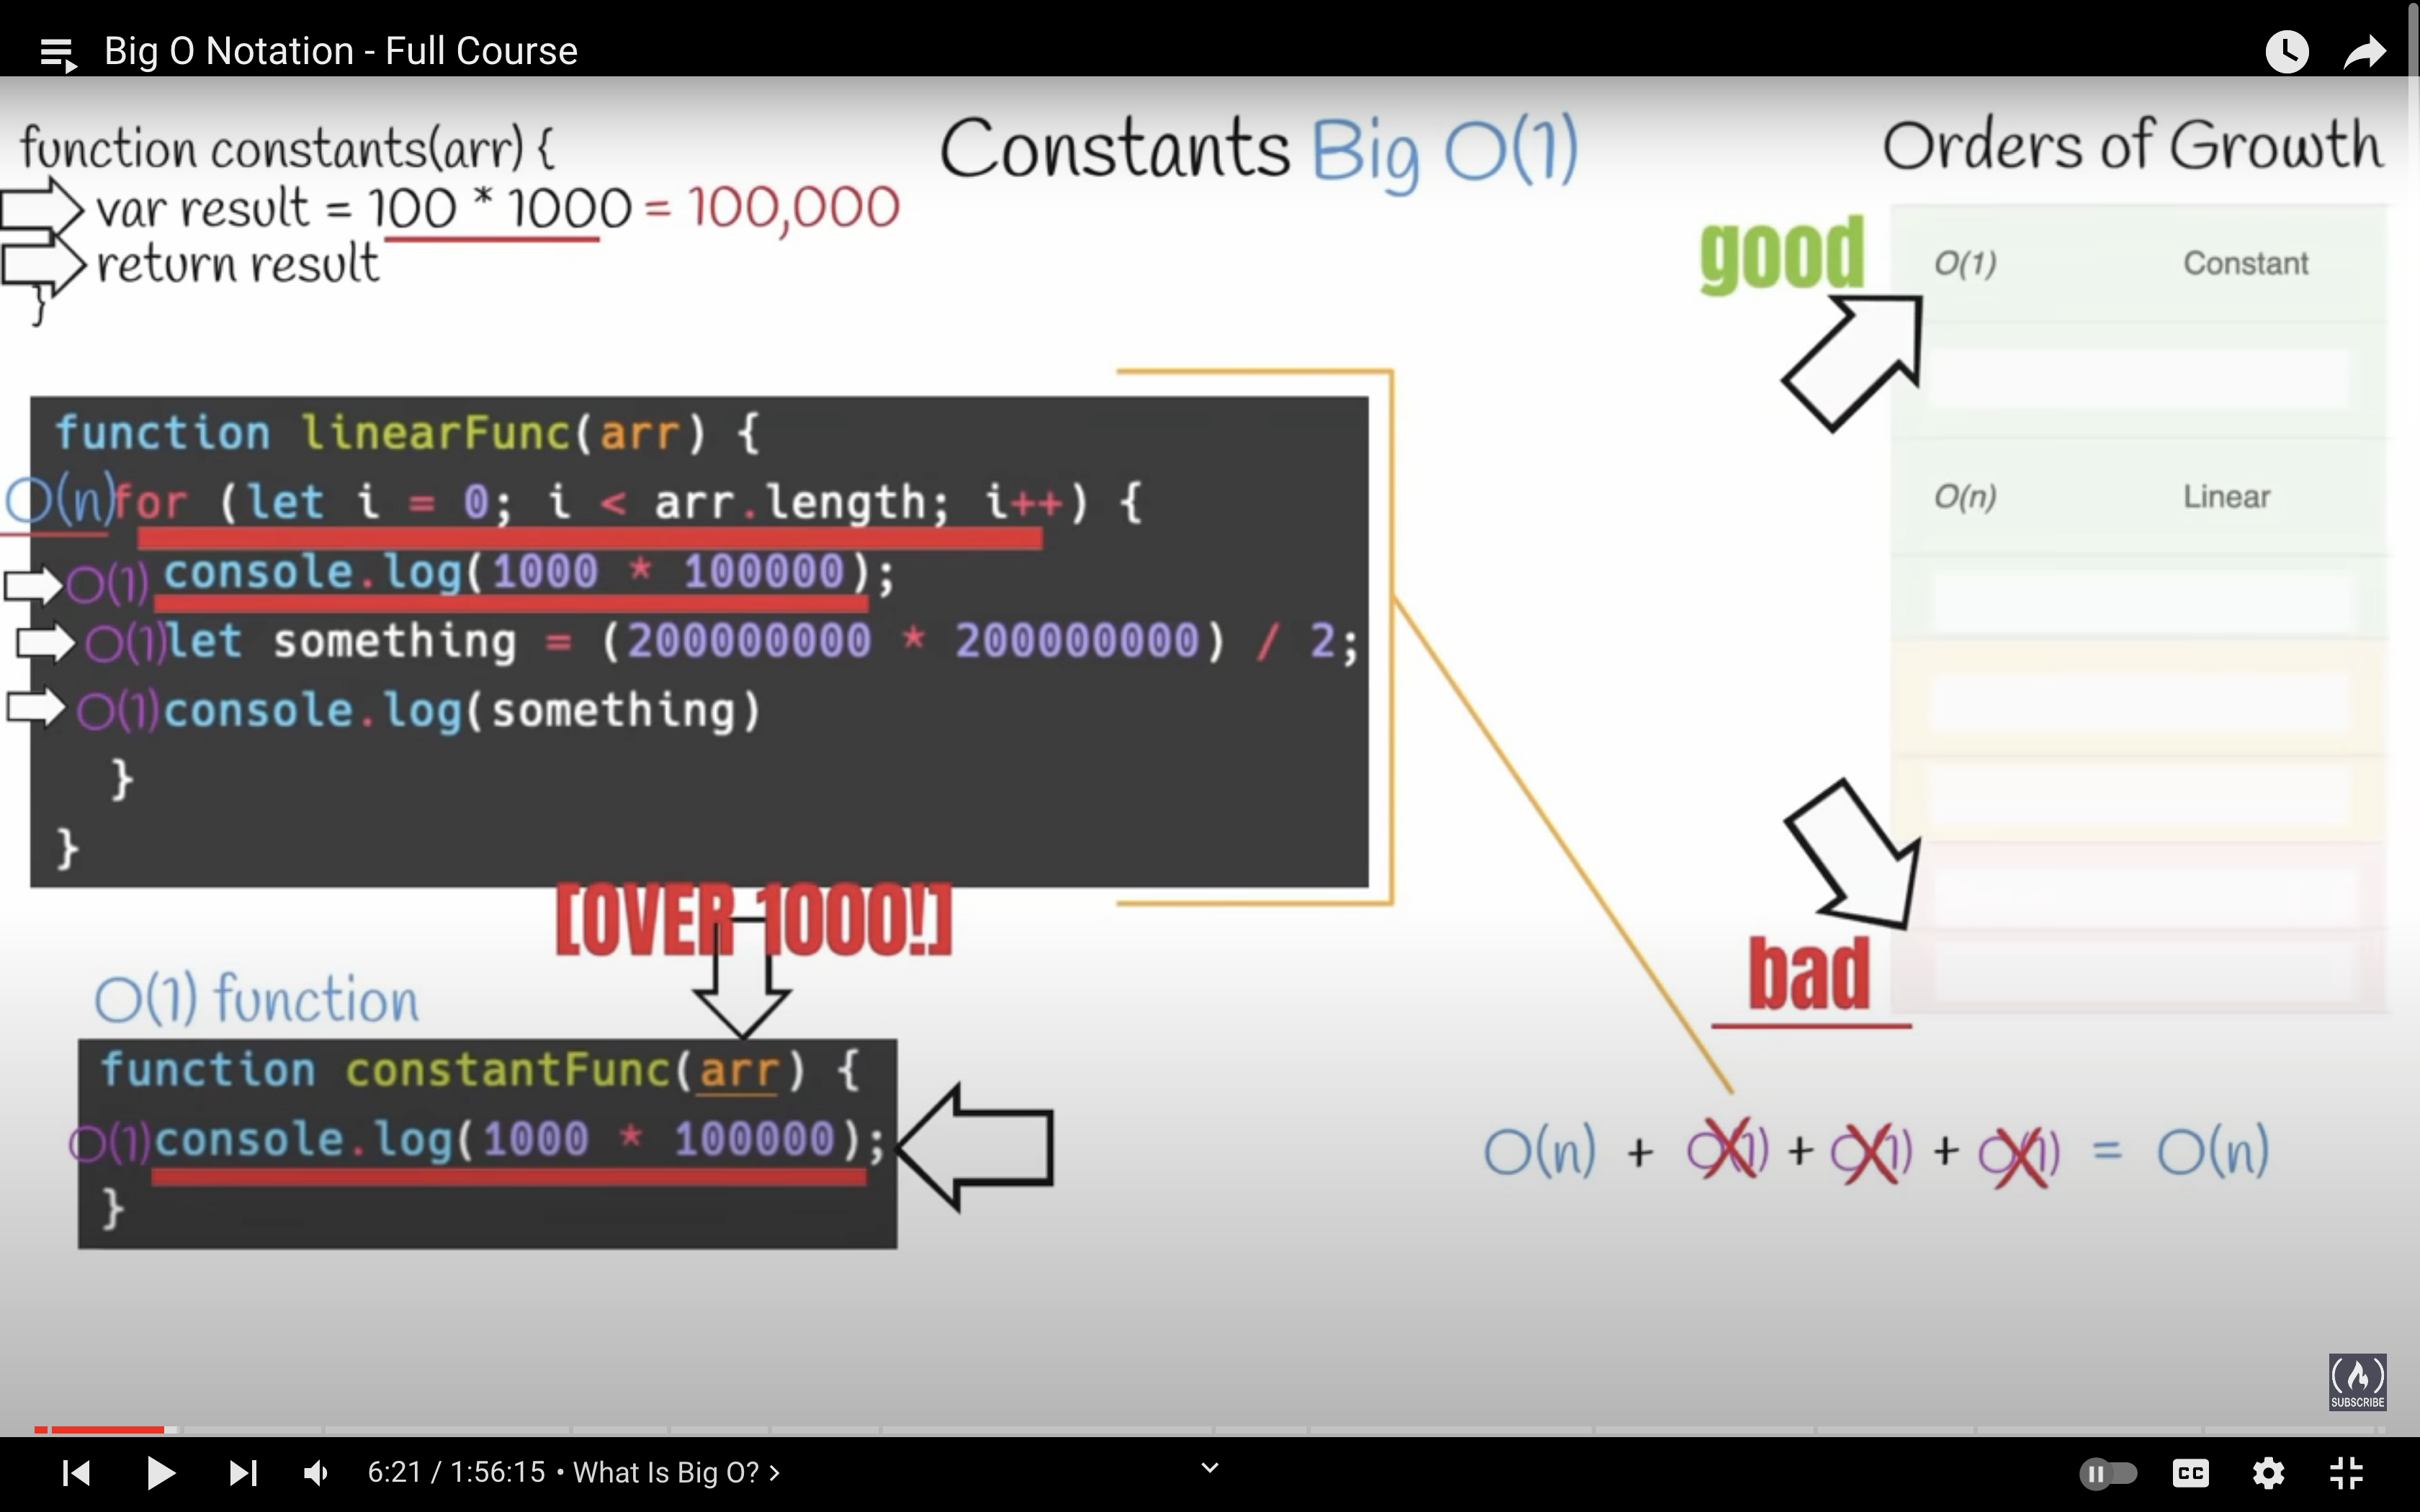 Big O Notation - Full Course
Constants Big O(1)
Orders of Growth
function constants(arr) {
var result = 100 * 1000 = 100,000
return result
}
good
O(1) Constant
O(n) Linear
bad
function linearFunc(arr) {
O(n) for (let i = 0; i < arr.length; i++) {
O(1) console.log(1000 * 100000);
O(1) let something = (200000000 * 200000000) / 2;
O(1) console.log(something)
}
}
[OVER 1000!]
O(1) function
function constantFunc(arr) {
O(1) console.log(1000 * 100000);
}
O(n) + O(1) + O(1) + O(1) = O(n)
SUBSCRIBE
6:21 / 1:56:15 • What Is Big O? >
CC